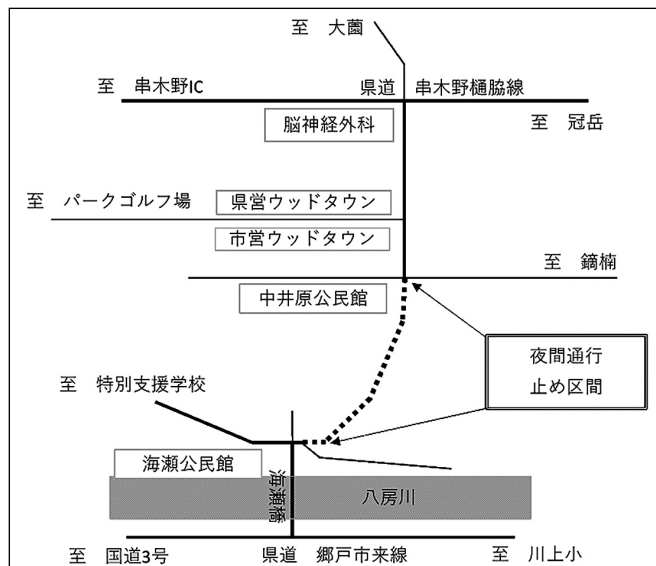 至 大薗
至 串木野IC
県道 串木野樋脇線
脳神経外科
至 冠岳
至 パークゴルフ場
県営ウッドタウン
市営ウッドタウン
至 鏑楠
中井原公民館
夜間通行
止め区間
至 特別支援学校
海瀬公民館
海瀬橋
八房川
至 国道3号
県道 郷戸市来線
至 川上小